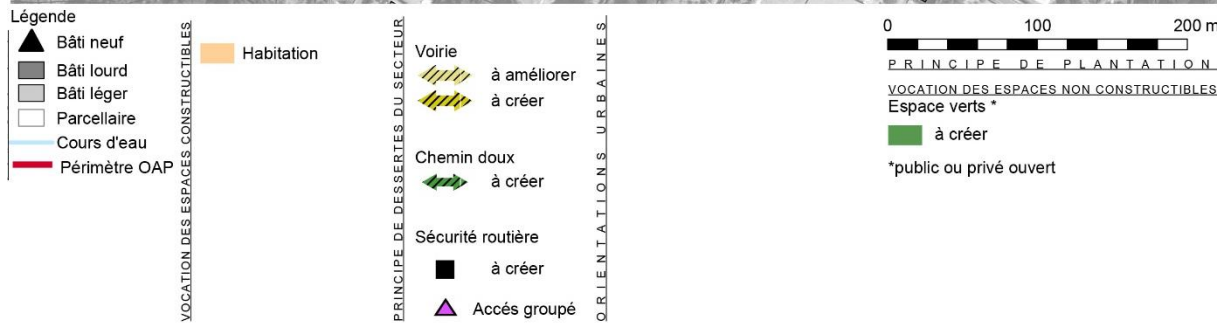 Légende
Bâti neuf
Bâti lourd
Bâti léger
Parcellaire
Cours d'eau
Périmètre OAP
VOCATION DES ESPACES CONSTRUCTIBLES
Habitation
PRINCIPE DE DESSERTES DU SECTEUR
Voirie
à améliorer
à créer
Chemin doux
à créer
Sécurité routière
à créer
Accés groupé
ORIENTATIONS URBAINES
0 100 200 m
PRINCIPE DE PLANTATION
VOCATION DES ESPACES NON CONSTRUCTIBLES
Espace verts *
à créer
*public ou privé ouvert